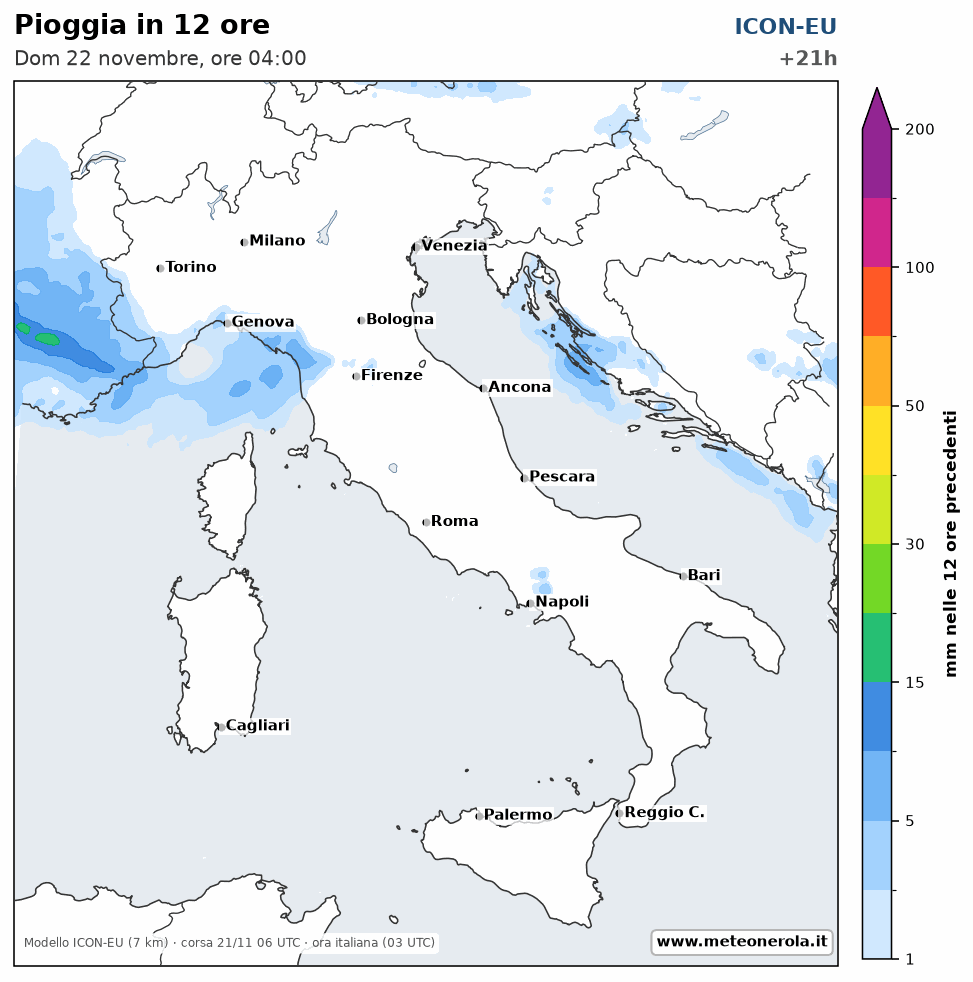 Pioggia in 12 ore
ICON-EU
Dom 22 novembre, ore 04:00
+21h
Milano
Venezia
Torino
Genova
Bologna
Firenze
Ancona
Pescara
Roma
Bari
Napoli
Cagliari
Palermo
Reggio C.
200
100
50
30
15
5
1
mm nelle 12 ore precedenti
Modello ICON-EU (7 km) · corsa 21/11 06 UTC · ora italiana (03 UTC)
www.meteonerola.it